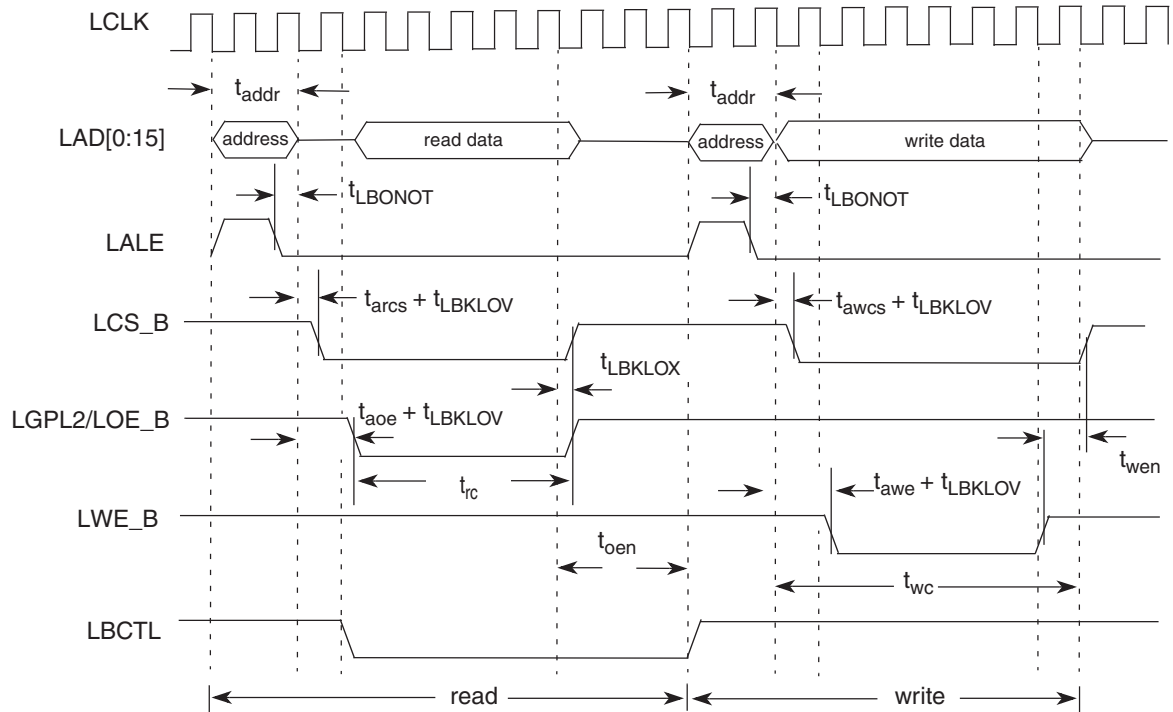 LCLK
t_addr t_addr
LAD[0:15] address read data address write data
t_LBONOT t_LBONOT
LALE
t_arcs + t_LBKLOV t_awcs + t_LBKLOV
LCS_B
t_LBKLOX
LGPL2/LOE_B t_aoe + t_LBKLOV
t_wen
t_rc t_awe + t_LBKLOV
LWE_B
t_oen
t_wc
LBCTL
read write